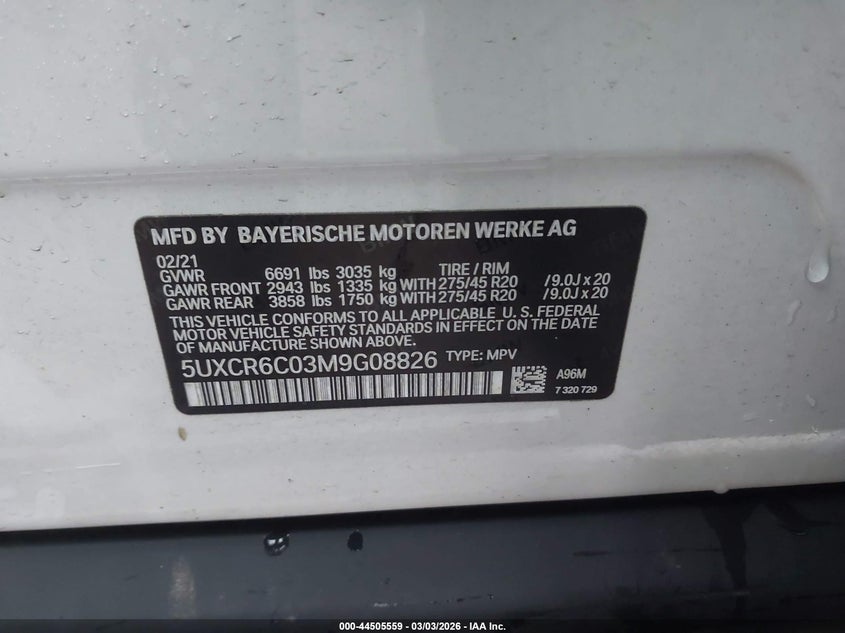 MFD BY BAYERISCHE MOTOREN WERKE AG
02/21
GVWR 6691 lbs 3035 kg TIRE / RIM
GAWR FRONT 2943 lbs 1335 kg WITH 275/45 R20 /9.0J x 20
GAWR REAR 3858 lbs 1750 kg WITH 275/45 R20 /9.0J x 20
THIS VEHICLE CONFORMS TO ALL APPLICABLE U. S. FEDERAL
MOTOR VEHICLE SAFETY STANDARDS IN EFFECT ON THE DATE
OF MANUFACTURE SHOWN ABOVE.
5UXCR6C03M9G08826 TYPE: MPV
A96M
7 320 729
000-44505559 - 03/03/2026 - IAA Inc.